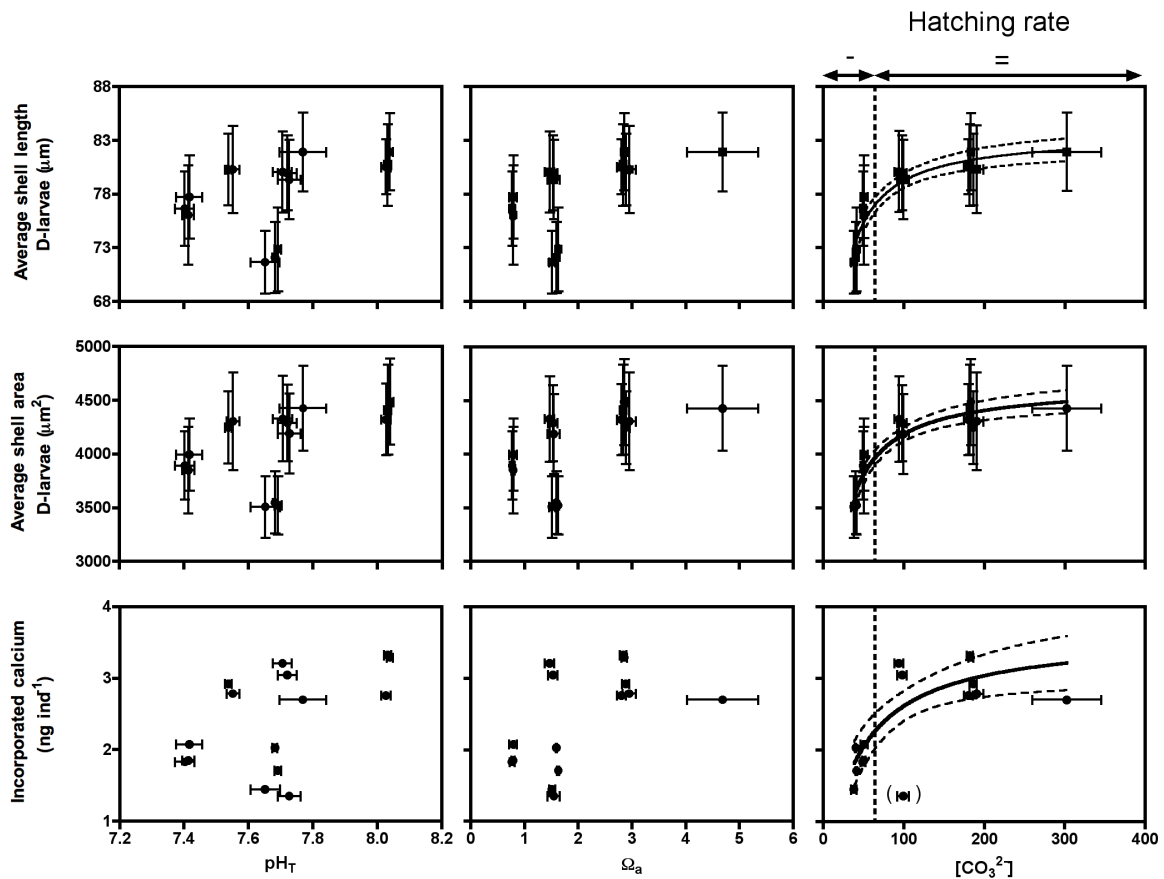 Hatching rate
- =
88
83
78
73
68
Average shell length
D-larvae (μm)
5000
4500
4000
3500
3000
Average shell area
D-larvae (μm²)
4
3
2
1
Incorporated calcium
(ng ind⁻¹)
( )
7.2 7.4 7.6 7.8 8.0 8.2
0 1 2 3 4 5 6
0 100 200 300 400
pH_T
Ω_a
[CO₃²⁻]